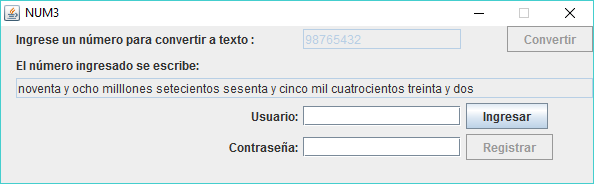 NUM3
Ingrese un número para convertir a texto : 98765432 Convertir
El número ingresado se escribe:
noventa y ocho milllones setecientos sesenta y cinco mil cuatrocientos treinta y dos
Usuario: Ingresar
Contraseña: Registrar